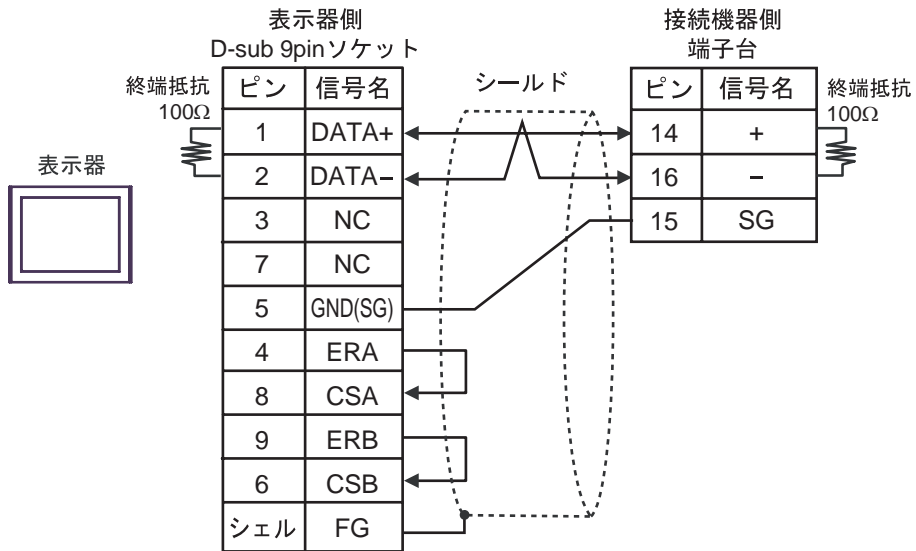 表示器側
D-sub 9pinソケット
接続機器側
端子台
終端抵抗
100Ω
ピン 信号名
1 DATA+
2 DATA−
3 NC
7 NC
5 GND(SG)
4 ERA
8 CSA
9 ERB
6 CSB
シェル FG
シールド
ピン 信号名
14 +
16 −
15 SG
終端抵抗
100Ω
表示器